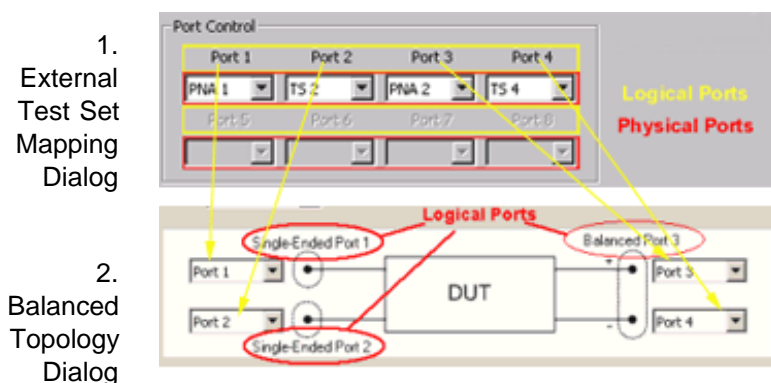 1.
External
Test Set
Mapping
Dialog
Port Control
Port 1 Port 2 Port 3 Port 4
PNA 1 TS 2 PNA 2 TS 4
Port 5 Port 6 Port 7 Port 8
Logical Ports
Physical Ports
2.
Balanced
Topology
Dialog
Logical Ports
Single-Ended Port 1 Balanced Port 3
Port 1 + Port 3
DUT
Port 2 - Port 4
Single-Ended Port 2